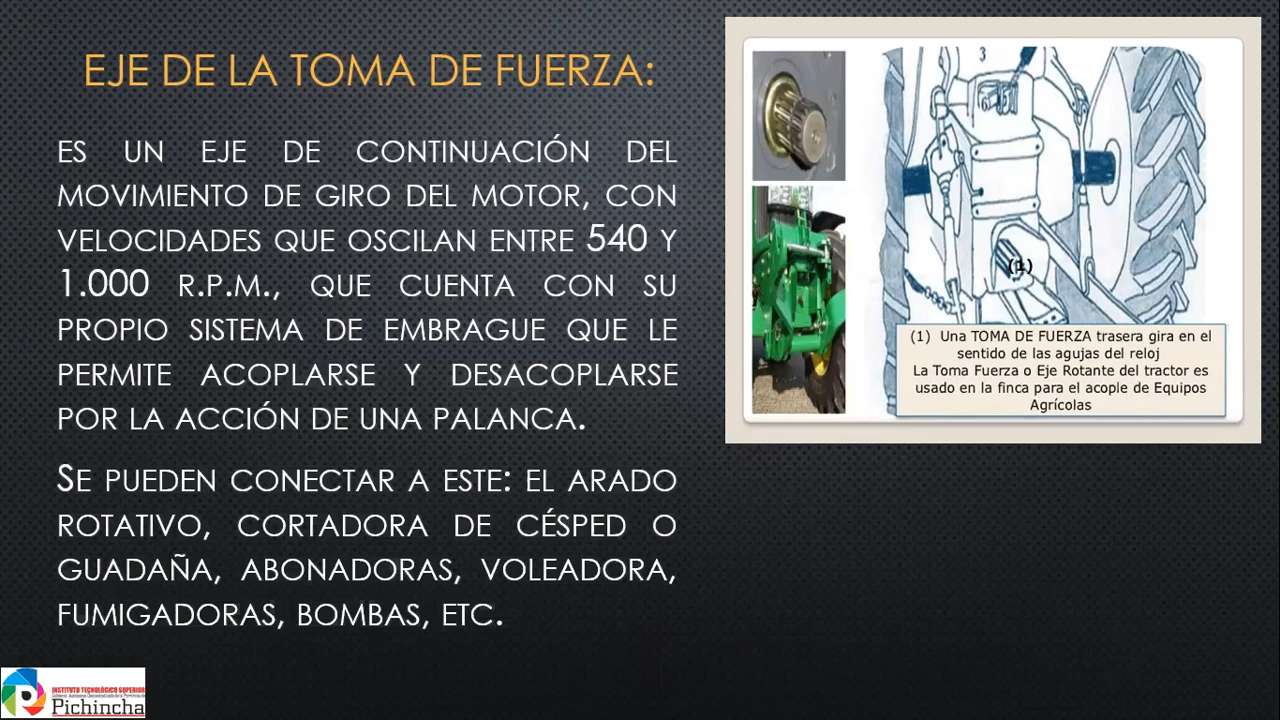 EJE DE LA TOMA DE FUERZA:
ES UN EJE DE CONTINUACIÓN DEL
MOVIMIENTO DE GIRO DEL MOTOR, CON
VELOCIDADES QUE OSCILAN ENTRE 540 Y
1.000 R.P.M., QUE CUENTA CON SU
PROPIO SISTEMA DE EMBRAGUE QUE LE
PERMITE ACOPLARSE Y DESACOPLARSE
POR LA ACCIÓN DE UNA PALANCA.
SE PUEDEN CONECTAR A ESTE: EL ARADO
ROTATIVO, CORTADORA DE CÉSPED O
GUADAÑA, ABONADORAS, VOLEADORA,
FUMIGADORAS, BOMBAS, ETC.
3
(1)
(1) Una TOMA DE FUERZA trasera gira en el
sentido de las agujas del reloj
La Toma Fuerza o Eje Rotante del tractor es
usado en la finca para el acople de Equipos
Agrícolas
INSTITUTO TECNOLÓGICO SUPERIOR
Pichincha